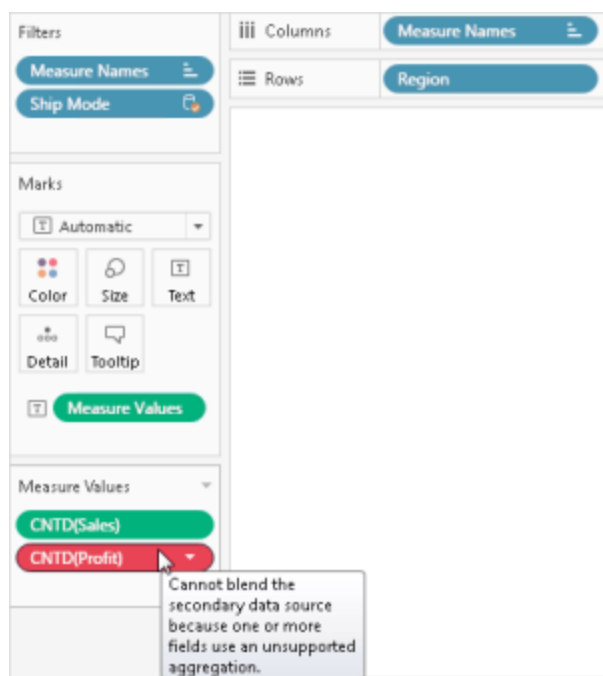 Filters
Measure Names
Ship Mode
Columns
Measure Names
Rows
Region
Marks
Automatic
Color
Size
Text
Detail
Tooltip
Measure Values
Measure Values
CNTD(Sales)
CNTD(Profit)
Cannot blend the
secondary data source
because one or more
fields use an unsupported
aggregation.